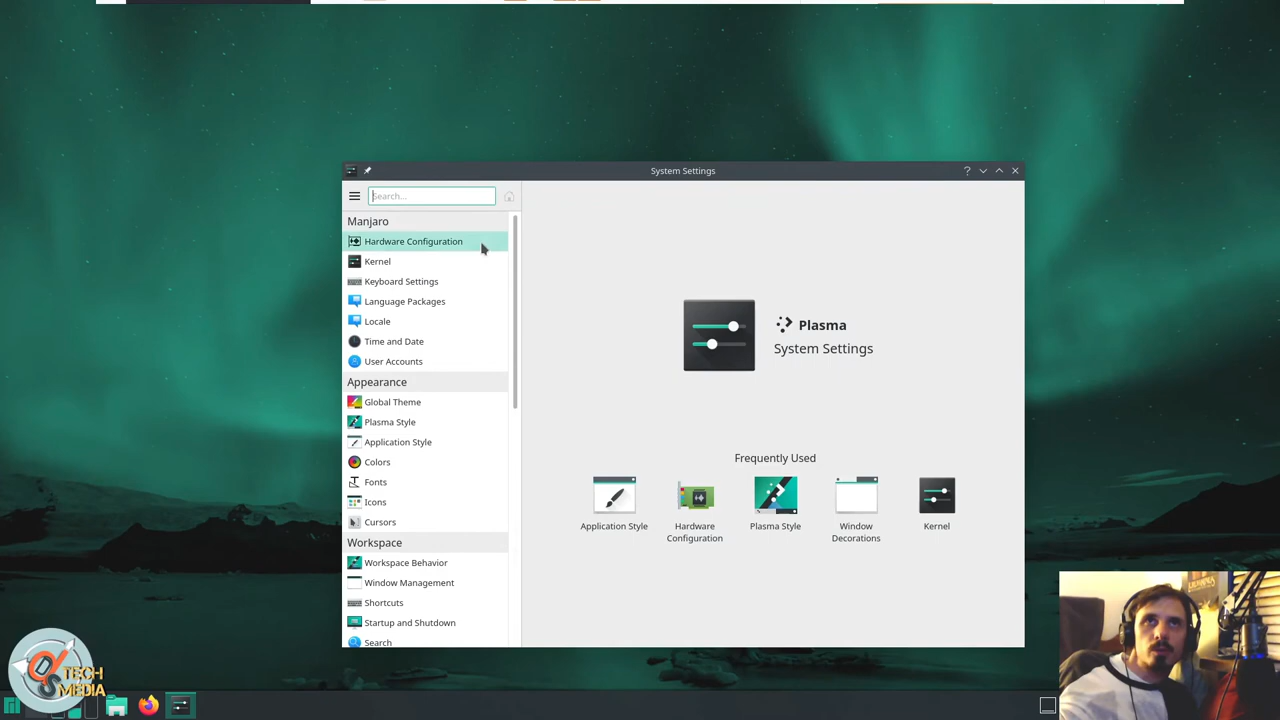 System Settings
Search...
Manjaro
Hardware Configuration
Kernel
Keyboard Settings
Language Packages
Locale
Time and Date
User Accounts
Appearance
Global Theme
Plasma Style
Application Style
Colors
Fonts
Icons
Cursors
Workspace
Workspace Behavior
Window Management
Shortcuts
Startup and Shutdown
Search
Plasma
System Settings
Frequently Used
Application Style
Hardware
Configuration
Plasma Style
Window
Decorations
Kernel
TECH
MEDIA